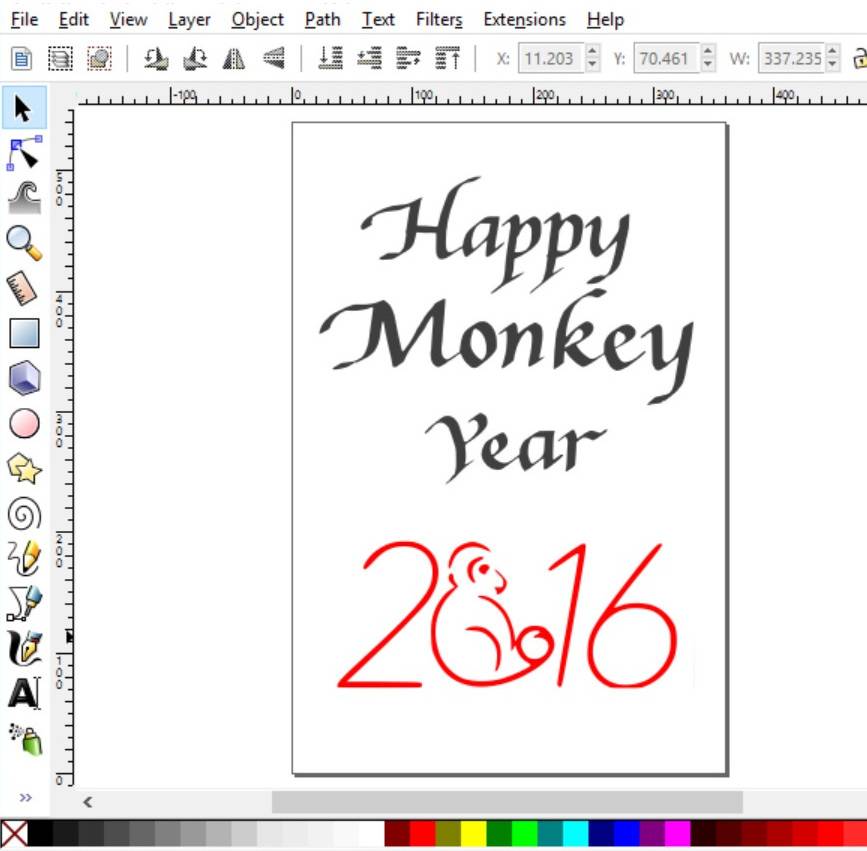 File Edit View Layer Object Path Text Filters Extensions Help
X: 11.203 Y: 70.461 W: 337.235
-100 0 100 200 300 400
500
400
300
200
100
0
Happy
Monkey
Year
2016